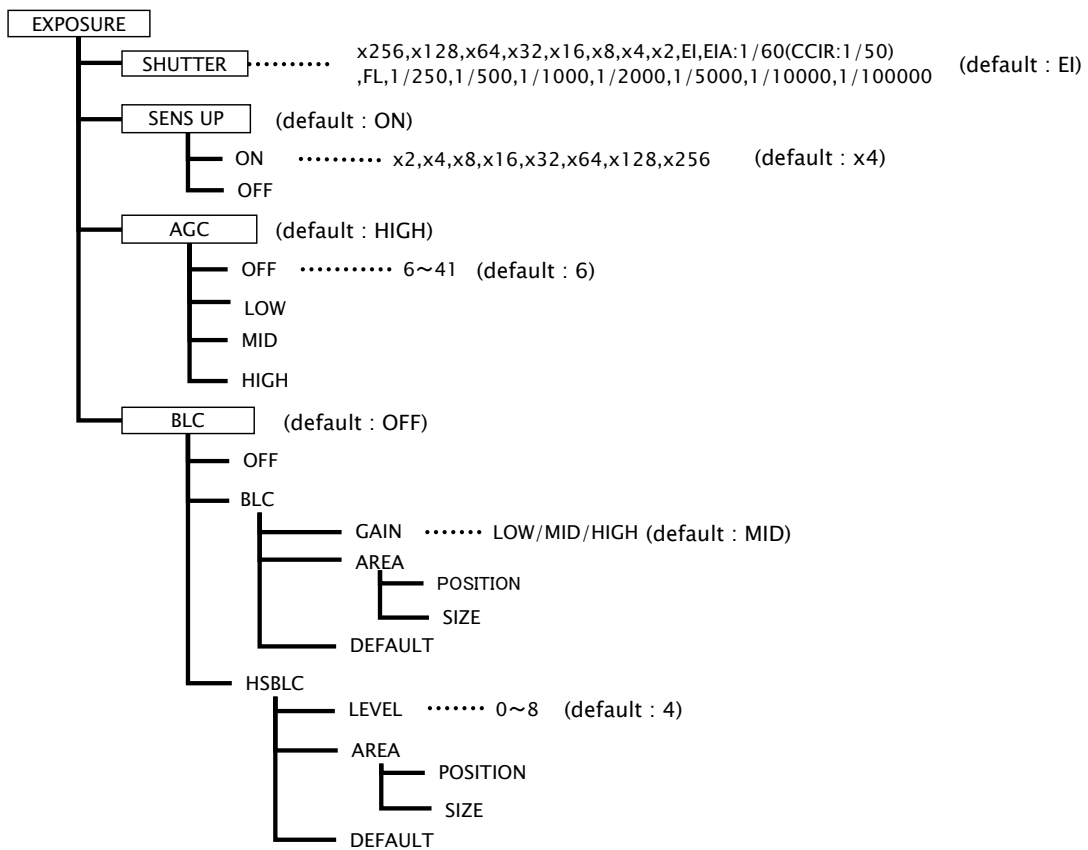 EXPOSURE
SHUTTER ········· x256,x128,x64,x32,x16,x8,x4,x2,EI,EIA:1/60(CCIR:1/50)
,FL,1/250,1/500,1/1000,1/2000,1/5000,1/10000,1/100000 (default : EI)
SENS UP (default : ON)
ON ·········· x2,x4,x8,x16,x32,x64,x128,x256 (default : x4)
OFF
AGC (default : HIGH)
OFF ··········· 6~41 (default : 6)
LOW
MID
HIGH
BLC (default : OFF)
OFF
BLC
GAIN ······· LOW/MID/HIGH (default : MID)
AREA
POSITION
SIZE
DEFAULT
HSBLC
LEVEL ······· 0~8 (default : 4)
AREA
POSITION
SIZE
DEFAULT